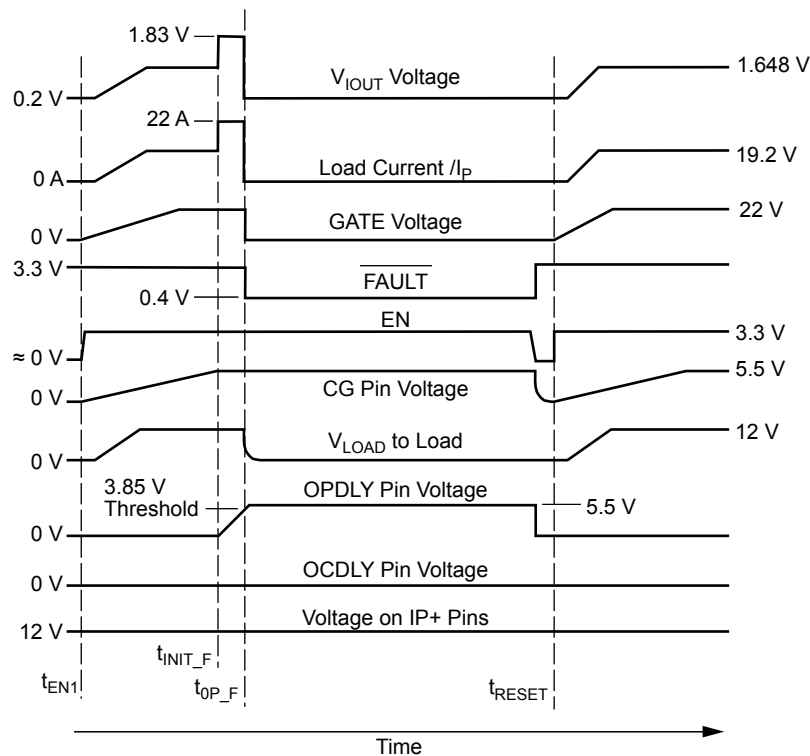 1.83 V
V_IOUT Voltage
1.648 V
0.2 V
22 A
Load Current /I_P
19.2 V
0 A
GATE Voltage
22 V
0 V
3.3 V
FAULT
0.4 V
EN
3.3 V
≈ 0 V
5.5 V
CG Pin Voltage
0 V
V_LOAD to Load
12 V
0 V
3.85 V
Threshold
OPDLY Pin Voltage
5.5 V
0 V
OCDLY Pin Voltage
0 V
Voltage on IP+ Pins
12 V
t_INIT_F
t_EN1
t_0P_F
t_RESET
Time